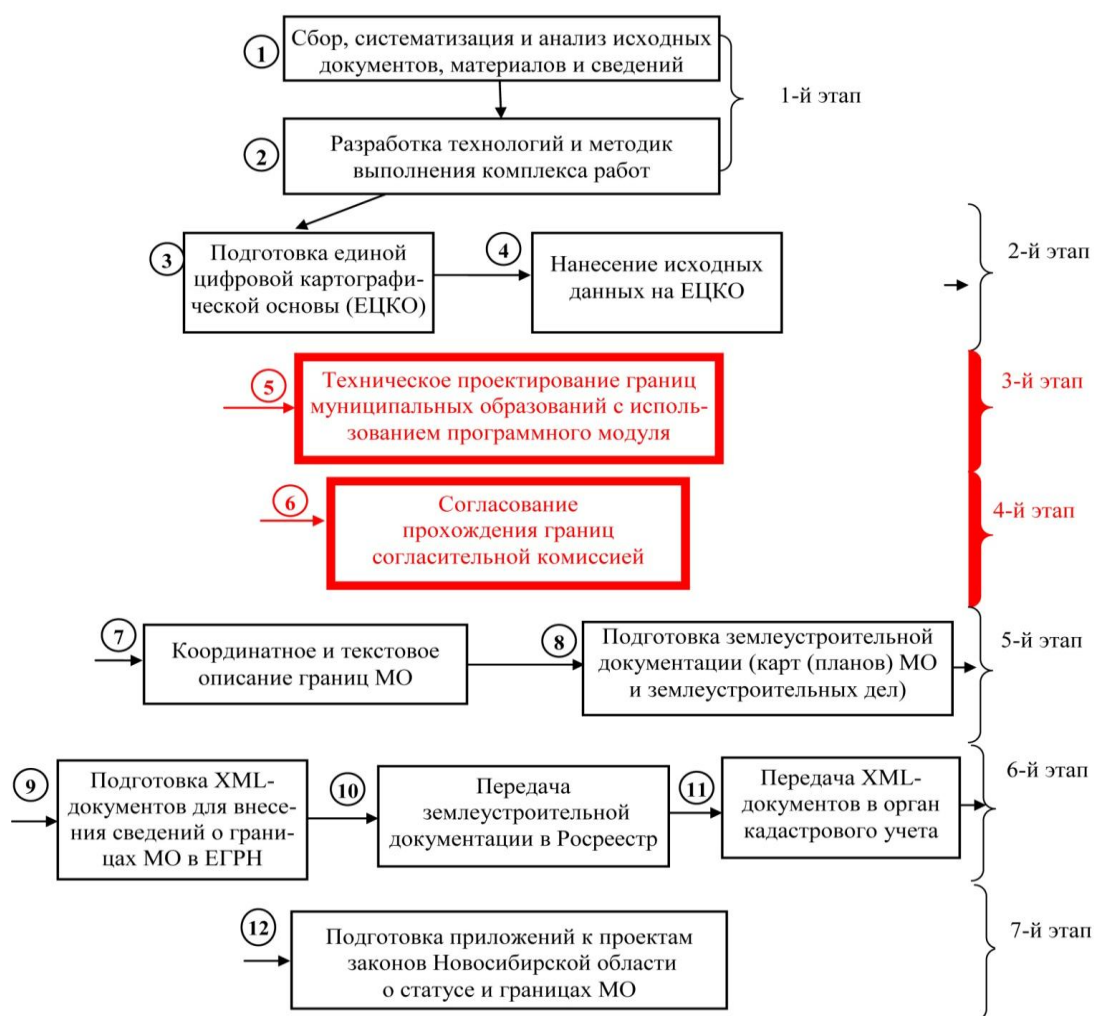 1
Сбор, систематизация и анализ исходных
документов, материалов и сведений
1-й этап
2
Разработка технологий и методик
выполнения комплекса работ
3
Подготовка единой
цифровой картографи-
ческой основы (ЕЦКО)
4
Нанесение исходных
данных на ЕЦКО
2-й этап
5
Техническое проектирование границ
муниципальных образований с исполь-
зованием программного модуля
3-й этап
6
Согласование
прохождения границ
согласительной комиссией
4-й этап
7
Координатное и текстовое
описание границ МО
8
Подготовка землеустроительной
документации (карт (планов) МО
и землеустроительных дел)
5-й этап
9
Подготовка XML-
документов для внесе-
ния сведений о грани-
цах МО в ЕГРН
10
Передача
землеустроительной
документации в Росреестр
11
Передача XML-
документов в орган
кадастрового учета
6-й этап
12
Подготовка приложений к проектам
законов Новосибирской области
о статусе и границах МО
7-й этап